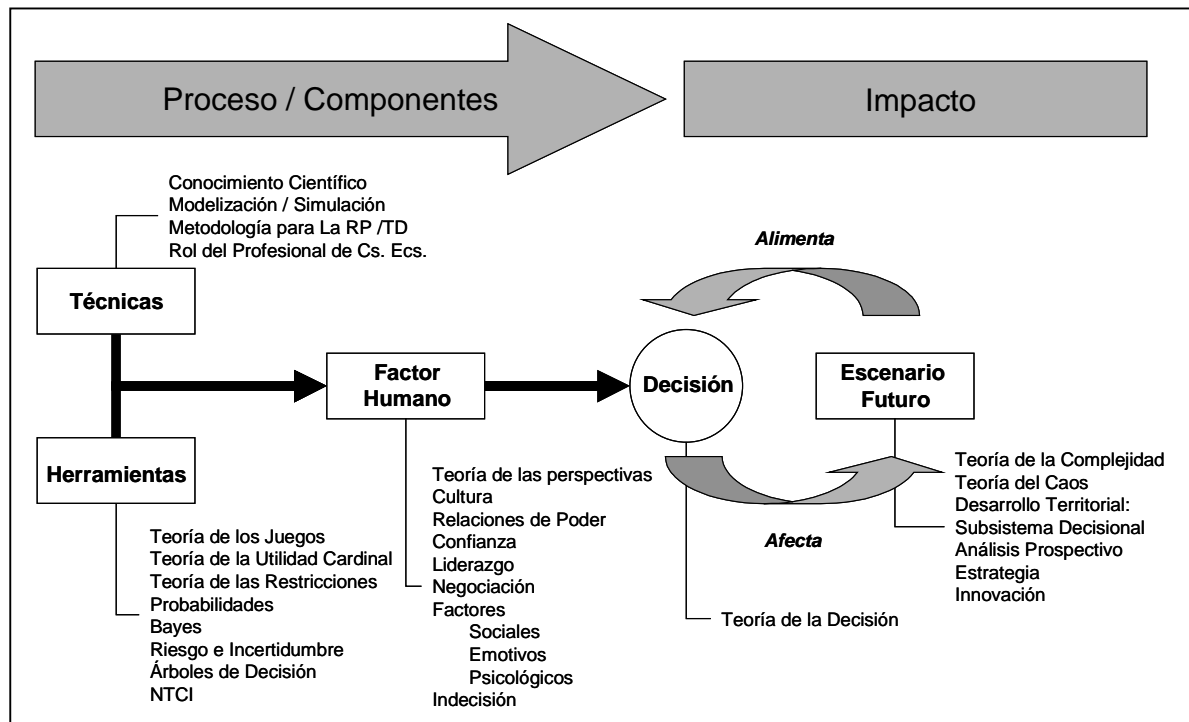 Proceso / Componentes
Impacto
Conocimiento Científico
Modelización / Simulación
Metodología para La RP /TD
Rol del Profesional de Cs. Ecs.
Técnicas
Herramientas
Teoría de los Juegos
Teoría de la Utilidad Cardinal
Teoría de las Restricciones
Probabilidades
Bayes
Riesgo e Incertidumbre
Árboles de Decisión
NTCI
Factor
Humano
Teoría de las perspectivas
Cultura
Relaciones de Poder
Confianza
Liderazgo
Negociación
Factores
Sociales
Emotivos
Psicológicos
Indecisión
Alimenta
Decisión
Escenario
Futuro
Afecta
Teoría de la Decisión
Teoría de la Complejidad
Teoría del Caos
Desarrollo Territorial:
Subsistema Decisional
Análisis Prospectivo
Estrategia
Innovación